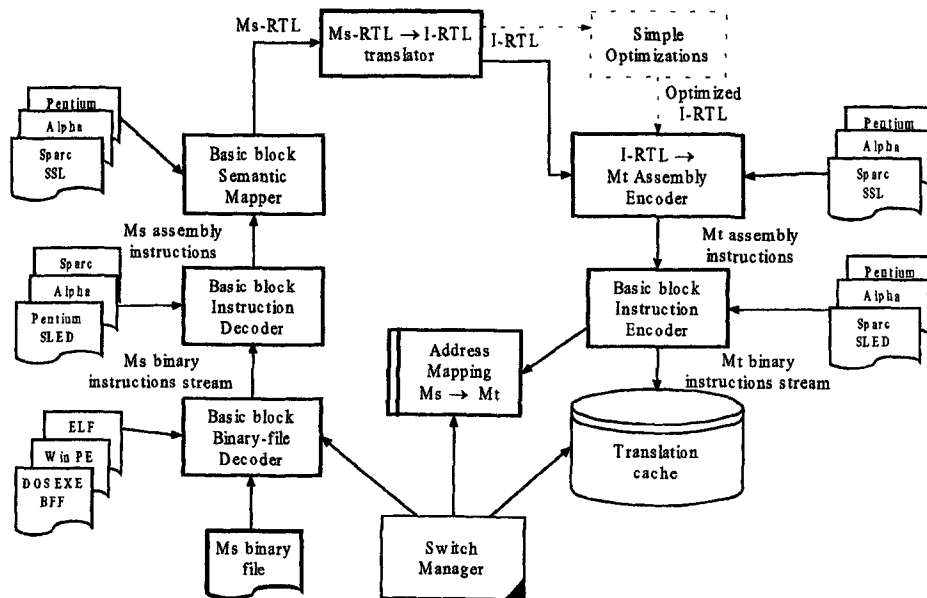 Ms-RTL
Ms-RTL → I-RTL
translator
I-RTL
Simple
Optimizations
Optimized
I-RTL
Pentium
Alpha
Sparc
SSL
Basic block
Semantic
Mapper
I-RTL →
Mt Assembly
Encoder
Pentium
Alpha
Sparc
SSL
Ms assembly
instructions
Mt assembly
instructions
Sparc
Alpha
Pentium
SLED
Basic block
Instruction
Decoder
Basic block
Instruction
Encoder
Pentium
Alpha
Sparc
SLED
Ms binary
instructions stream
Address
Mapping
Ms → Mt
Mt binary
instructions stream
ELF
Win PE
DOS EXE
BFF
Basic block
Binary-file
Decoder
Translation
cache
Ms binary
file
Switch
Manager